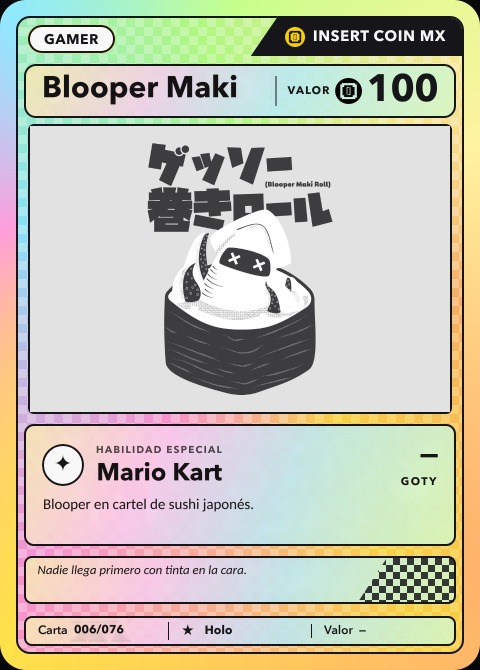 GAMER
INSERT COIN MX
Blooper Maki
VALOR 100
ゲッソー
(Blooper Maki Roll)
巻きロール
HABILIDAD ESPECIAL
Mario Kart
—
GOTY
Blooper en cartel de sushi japonés.
Nadie llega primero con tinta en la cara.
Carta 006/076
★ Holo
Valor —